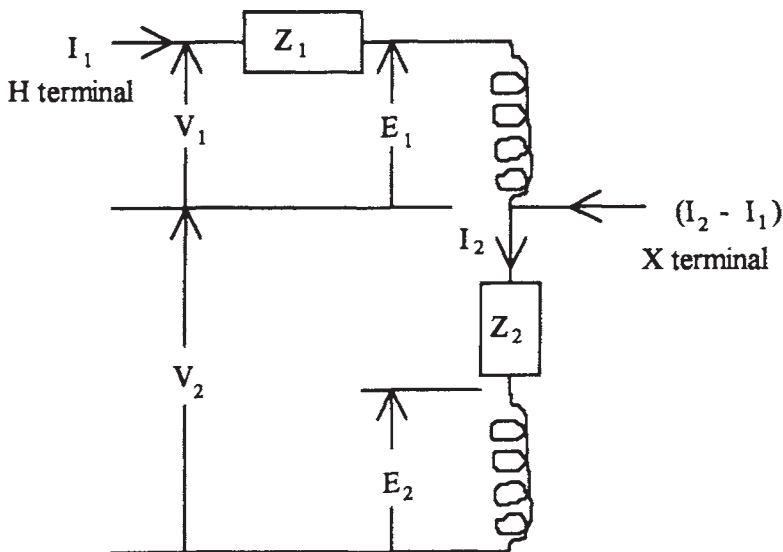 I₁
Z₁
H terminal
V₁
E₁
(I₂ - I₁)
I₂
X terminal
Z₂
V₂
E₂